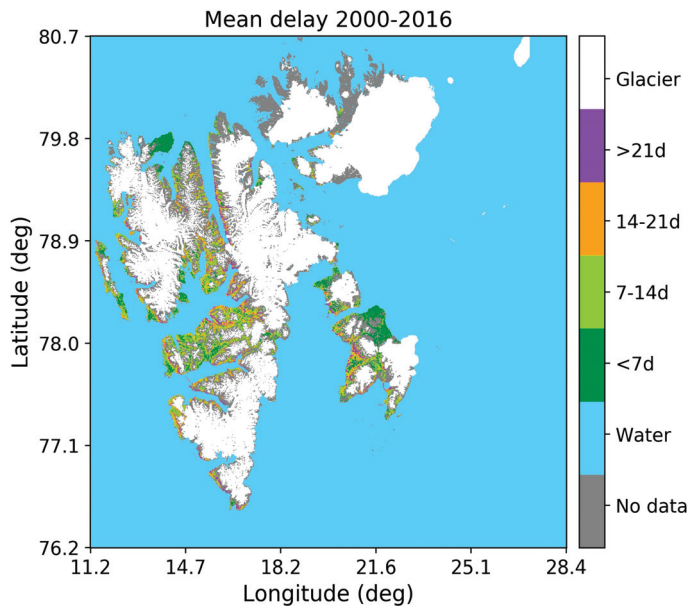 Mean delay 2000-2016
80.7
79.8
78.9
78.0
77.1
76.2
Latitude (deg)
11.2 14.7 18.2 21.6 25.1 28.4
Longitude (deg)
Glacier
>21d
14-21d
7-14d
<7d
Water
No data